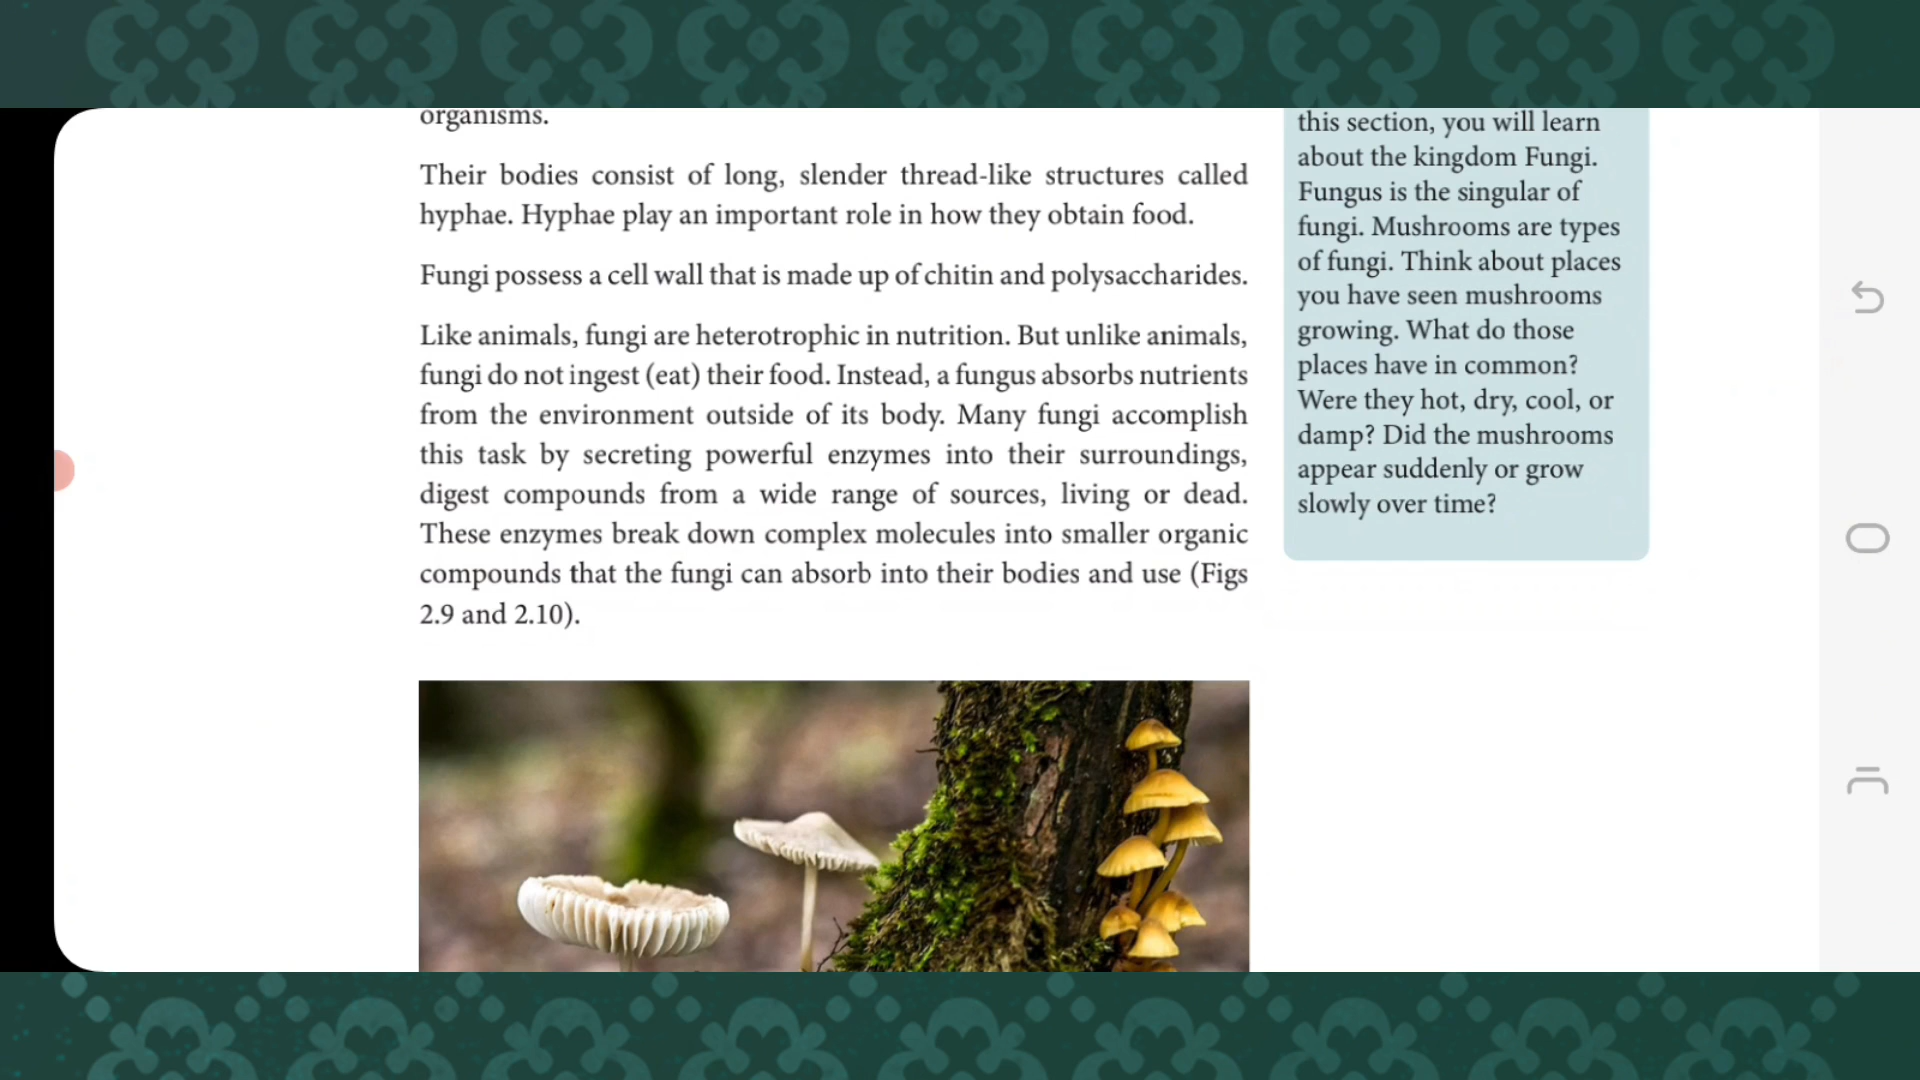 organisms.
Their bodies consist of long, slender thread-like structures called
hyphae. Hyphae play an important role in how they obtain food.
Fungi possess a cell wall that is made up of chitin and polysaccharides.
Like animals, fungi are heterotrophic in nutrition. But unlike animals,
fungi do not ingest (eat) their food. Instead, a fungus absorbs nutrients
from the environment outside of its body. Many fungi accomplish
this task by secreting powerful enzymes into their surroundings,
digest compounds from a wide range of sources, living or dead.
These enzymes break down complex molecules into smaller organic
compounds that the fungi can absorb into their bodies and use (Figs
2.9 and 2.10).
this section, you will learn
about the kingdom Fungi.
Fungus is the singular of
fungi. Mushrooms are types
of fungi. Think about places
you have seen mushrooms
growing. What do those
places have in common?
Were they hot, dry, cool, or
damp? Did the mushrooms
appear suddenly or grow
slowly over time?